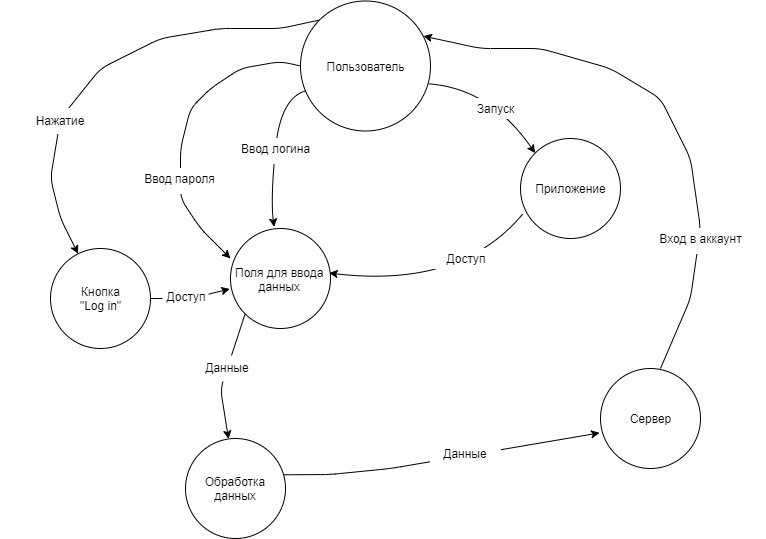 Пользователь
Запуск
Нажатие
Ввод логина
Ввод пароля
Приложение
Вход в аккаунт
Доступ
Поля для ввода
данных
Кнопка
"Log in"
Доступ
Данные
Сервер
Данные
Обработка
данных